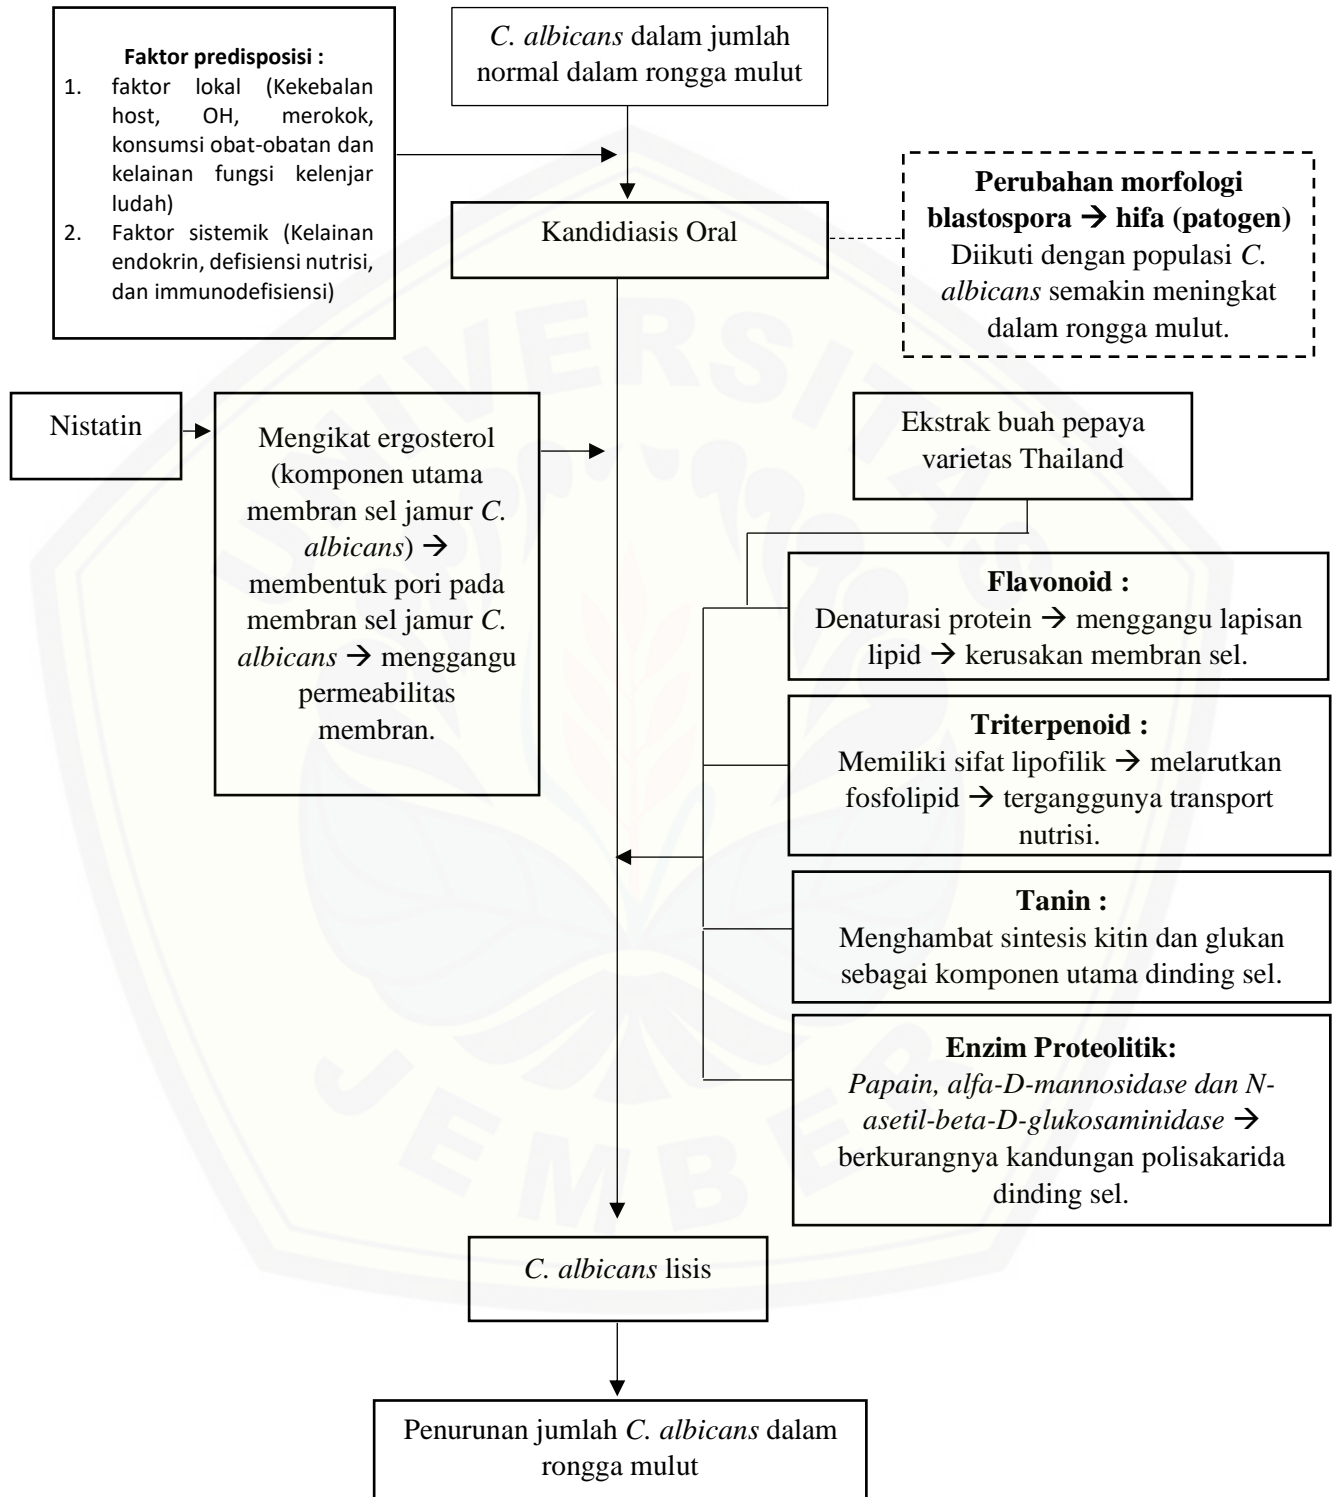 Faktor predisposisi :
1. faktor lokal (Kekebalan
host, OH, merokok,
konsumsi obat-obatan dan
kelainan fungsi kelenjar
ludah)
2. Faktor sistemik (Kelainan
endokrin, defisiensi nutrisi,
dan immunodefisiensi)
C. albicans dalam jumlah
normal dalam rongga mulut
Kandidiasis Oral
Perubahan morfologi
blastospora → hifa (patogen)
Diikuti dengan populasi C.
albicans semakin meningkat
dalam rongga mulut.
Nistatin
Mengikat ergosterol
(komponen utama
membran sel jamur C.
albicans) →
membentuk pori pada
membran sel jamur C.
albicans → menggangu
permeabilitas
membran.
Ekstrak buah pepaya
varietas Thailand
Flavonoid :
Denaturasi protein → menggangu lapisan
lipid → kerusakan membran sel.
Triterpenoid :
Memiliki sifat lipofilik → melarutkan
fosfolipid → terganggunya transport
nutrisi.
Tanin :
Menghambat sintesis kitin dan glukan
sebagai komponen utama dinding sel.
Enzim Proteolitik:
Papain, alfa-D-mannosidase dan N-
asetil-beta-D-glukosaminidase →
berkurangnya kandungan polisakarida
dinding sel.
C. albicans lisis
Penurunan jumlah C. albicans dalam
rongga mulut
UNIVERSITAS
JEMBER